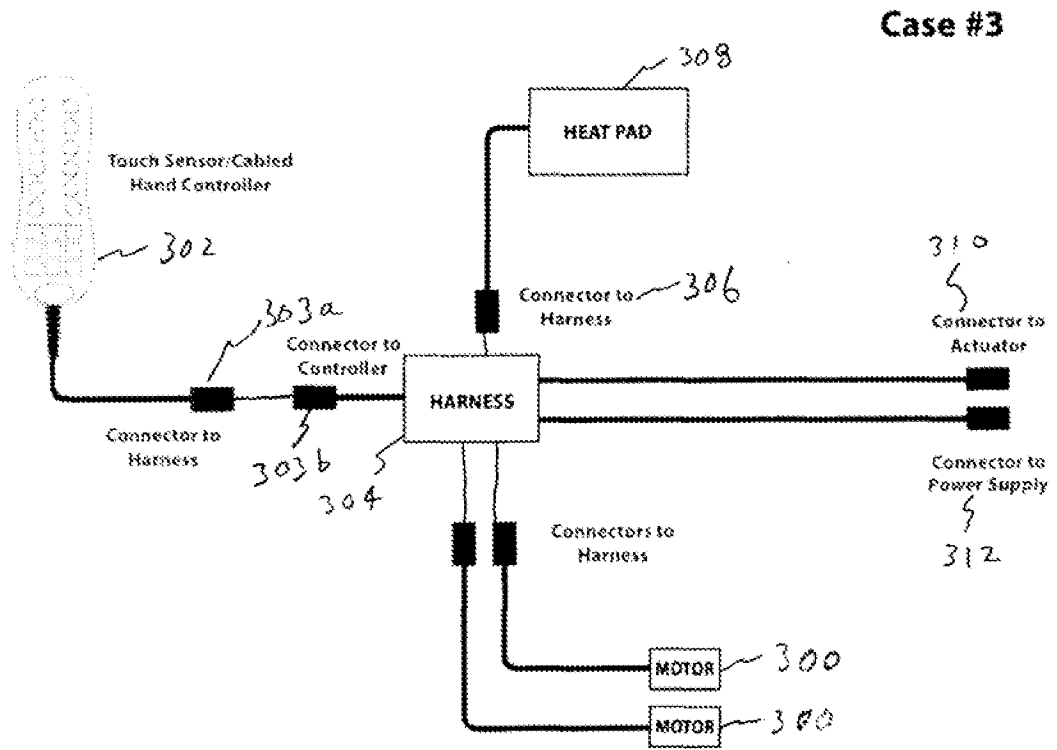 Case #3
308
HEAT PAD
Touch Sensor/Cabled
Hand Controller
302
310
306
Connector to
Harness
303a
Connector to
Actuator
Connector to
Controller
HARNESS
Connector to
Harness
303b
304
Connector to
Power Supply
312
Connectors to
Harness
MOTOR
300
MOTOR
300